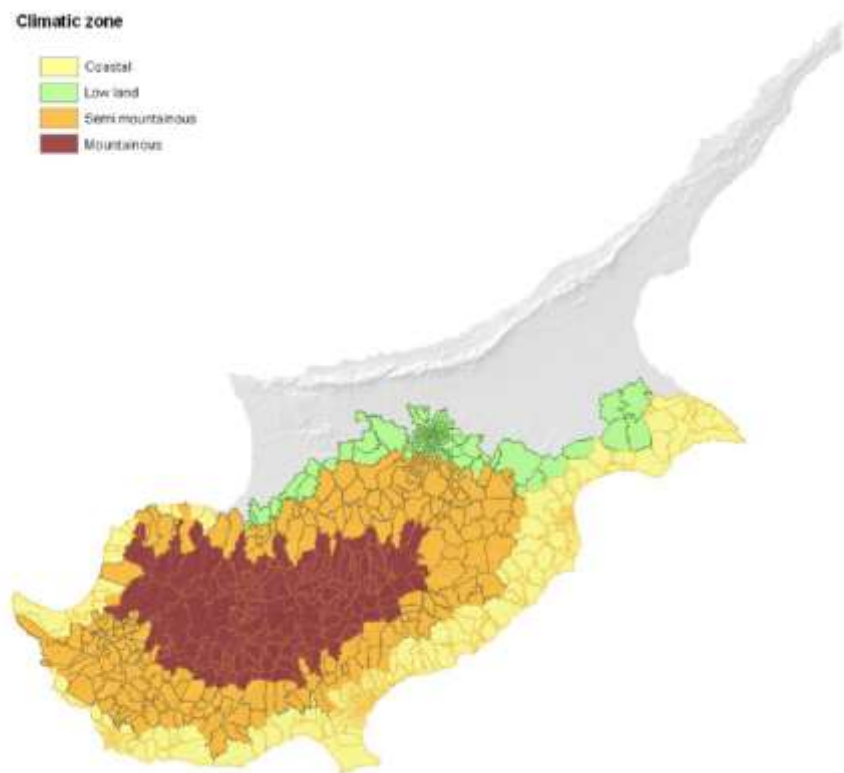 Climatic zone
Coastal
Low land
Semi mountainous
Mountainous